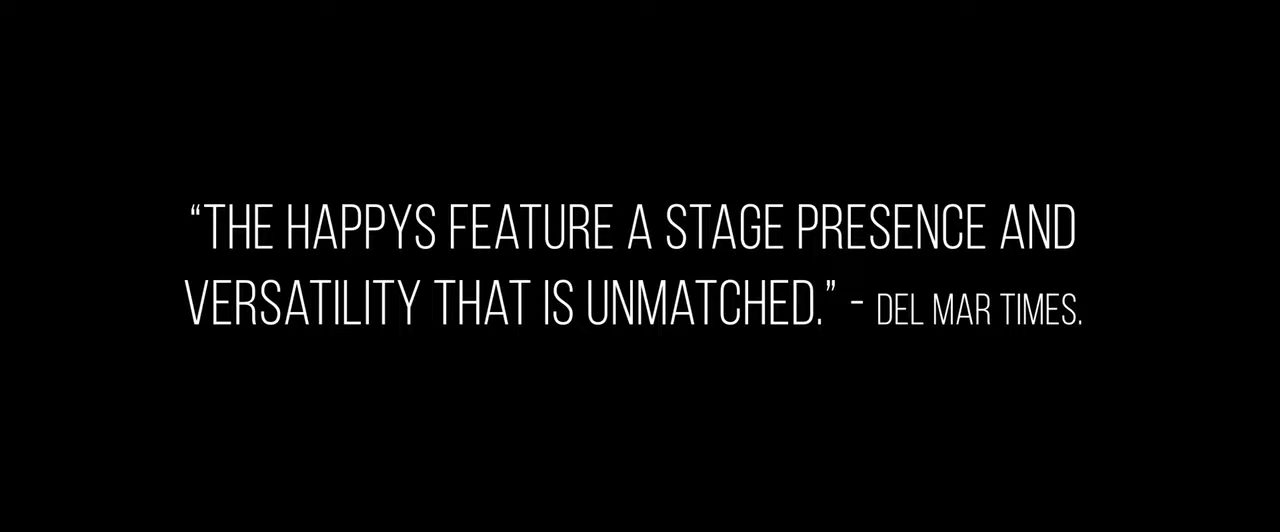 “THE HAPPYS FEATURE A STAGE PRESENCE AND
VERSATILITY THAT IS UNMATCHED.” - DEL MAR TIMES.